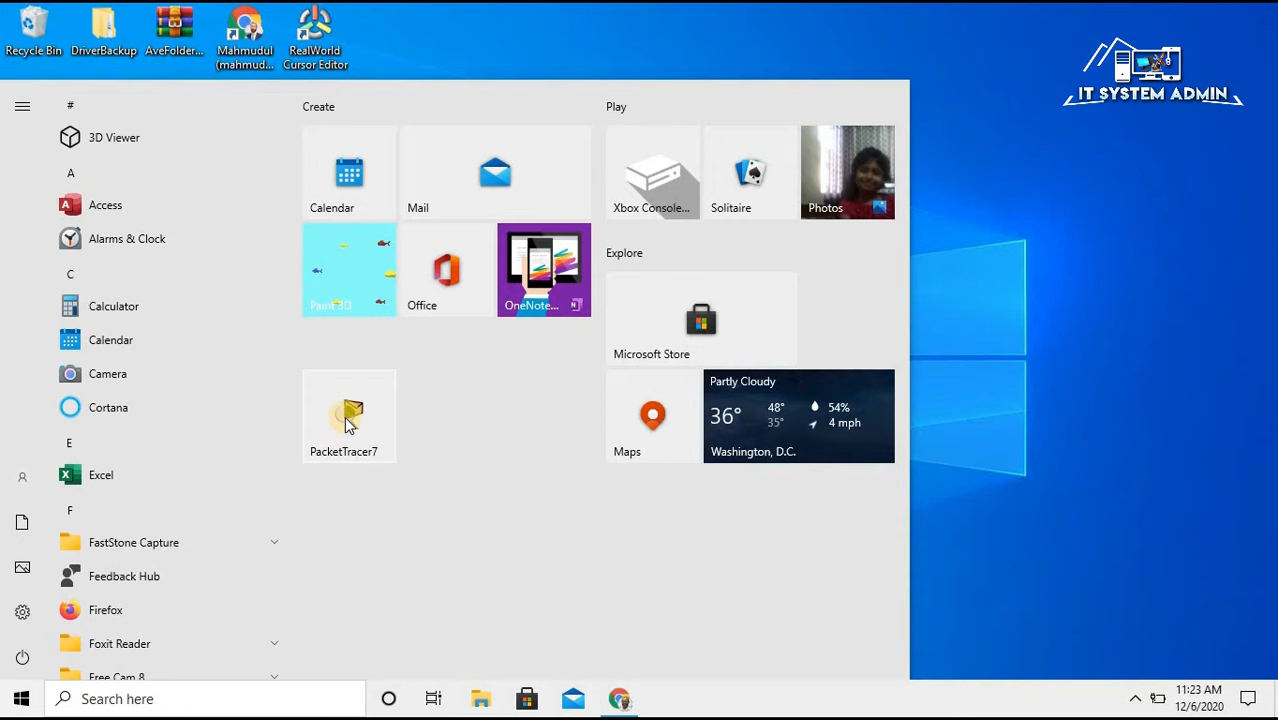 Recycle Bin
DriverBackup
AveFolder...
Mahmudul
(mahmud...
RealWorld
Cursor Editor
IT SYSTEM ADMIN
#
3D Viewer
A
Access
Alarms & Clock
C
Calculator
Calendar
Camera
Cortana
E
Excel
F
FastStone Capture
Feedback Hub
Firefox
Foxit Reader
Free Cam 8
Create
Calendar
Mail
Paint 3D
Office
OneNote...
N
PacketTracer7
Play
Xbox Console...
Solitaire
Photos
Explore
Microsoft Store
Maps
Partly Cloudy
36° 48° 54%
35° 4 mph
Washington, D.C.
Search here
11:23 AM
12/6/2020